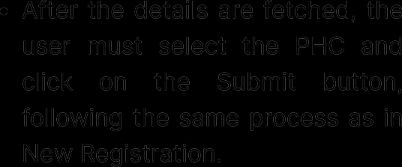 • After the details are fetched, the
user must select the PHC and
click on the Submit button,
following the same process as in
New Registration.